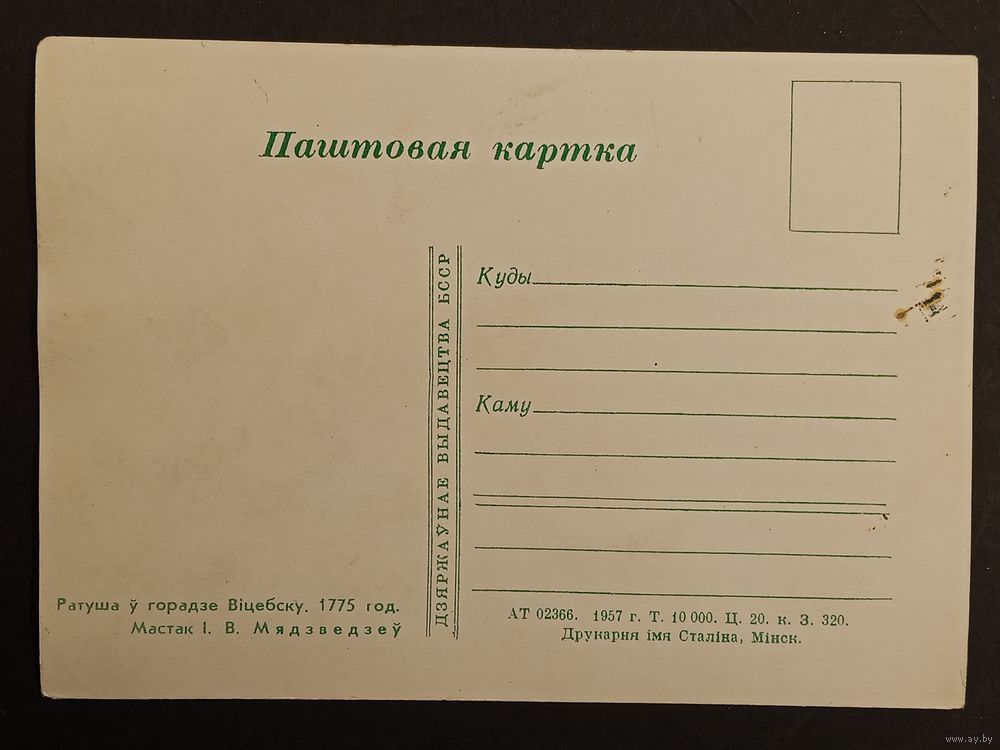 Паштовая картка
Куды
Каму
ДЗЯРЖАЎНАЕ ВЫДАВЕЦТВА БССР
Ратуша ў горадзе Віцебску. 1775 год.
Мастак І. В. Мядзведзеў
АТ 02366. 1957 г. Т. 10 000. Ц. 20. к. З. 320.
Друкарня імя Сталіна, Мінск.
www.ay.by